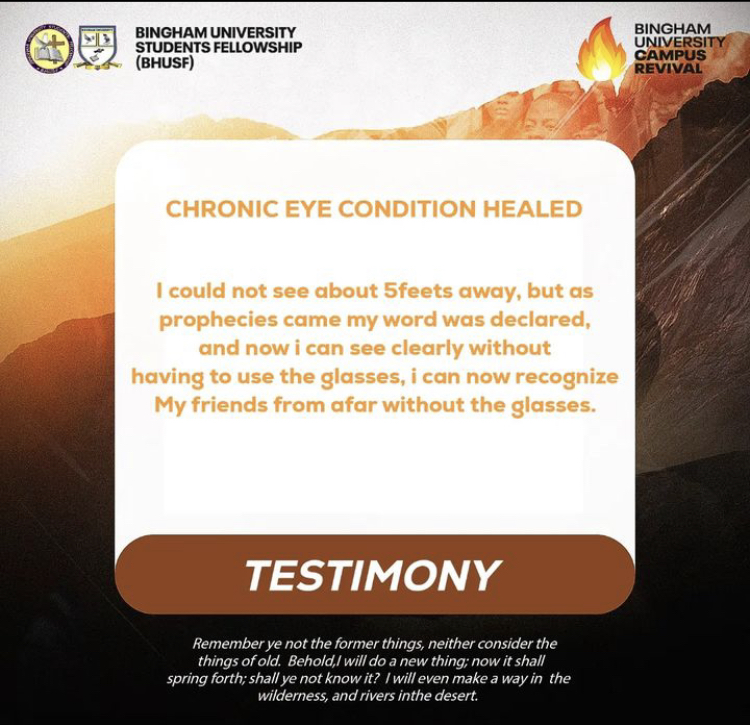 BINGHAM UNIVERSITY
STUDENTS FELLOWSHIP
(BHUSF)
BINGHAM
UNIVERSITY
CAMPUS
REVIVAL
CHRONIC EYE CONDITION HEALED
I could not see about 5feets away, but as
prophecies came my word was declared,
and now i can see clearly without
having to use the glasses, i can now recognize
My friends from afar without the glasses.
TESTIMONY
Remember ye not the former things, neither consider the
things of old. Behold,I will do a new thing; now it shall
spring forth; shall ye not know it? I will even make a way in the
wilderness, and rivers inthe desert.